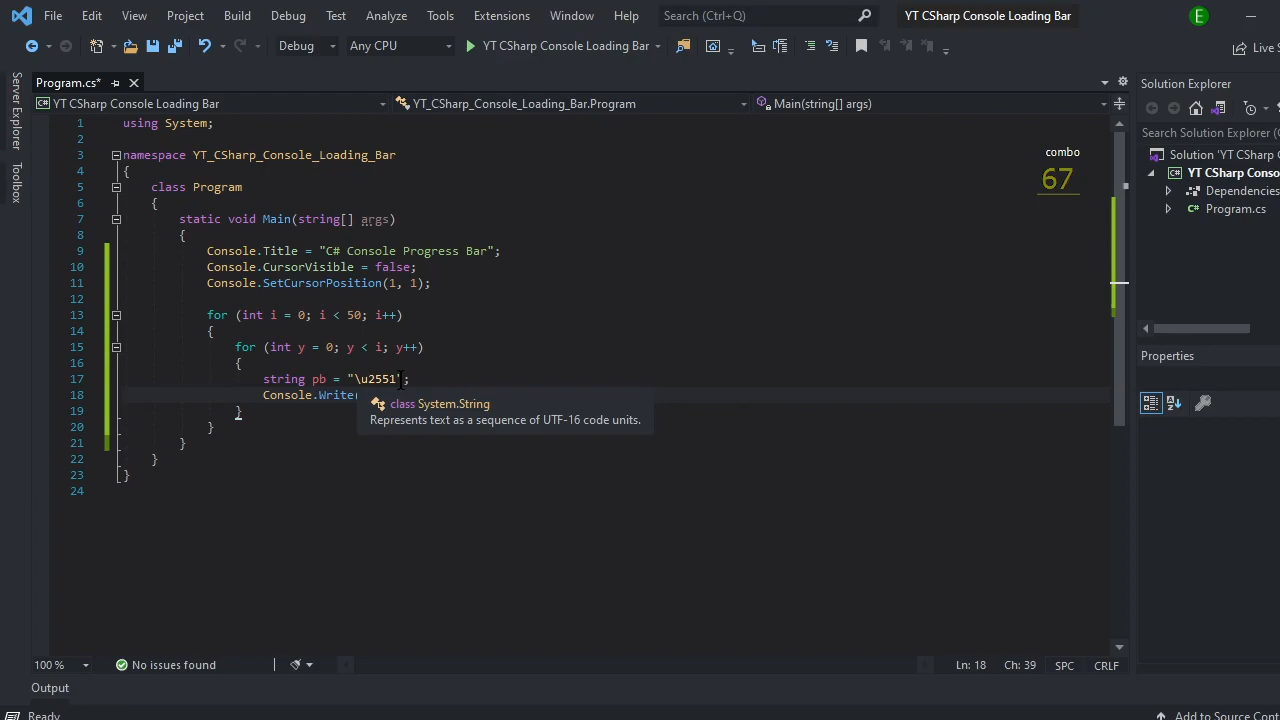 File Edit View Project Build Debug Test Analyze Tools Extensions Window Help Search (Ctrl+Q) YT CSharp Console Loading Bar E
Debug Any CPU YT CSharp Console Loading Bar Live S
Program.cs*
YT CSharp Console Loading Bar YT_CSharp_Console_Loading_Bar.Program Main(string[] args)
Server Explorer
Toolbox
1 using System;
2
3 namespace YT_CSharp_Console_Loading_Bar
4 {
5 class Program
6 {
7 static void Main(string[] args)
8 {
9 Console.Title = "C# Console Progress Bar";
10 Console.CursorVisible = false;
11 Console.SetCursorPosition(1, 1);
12
13 for (int i = 0; i < 50; i++)
14 {
15 for (int y = 0; y < i; y++)
16 {
17 string pb = "\u2551";
18 Console.Write(
19 }
20 }
21 }
22 }
23 }
24
class System.String
Represents text as a sequence of UTF-16 code units.
combo
67
Solution Explorer
Search Solution Explorer (C
Solution 'YT CSharp
YT CSharp Conso
Dependencies
C# Program.cs
Properties
100 % No issues found Ln: 18 Ch: 39 SPC CRLF
Output
Ready Add to Source Cont